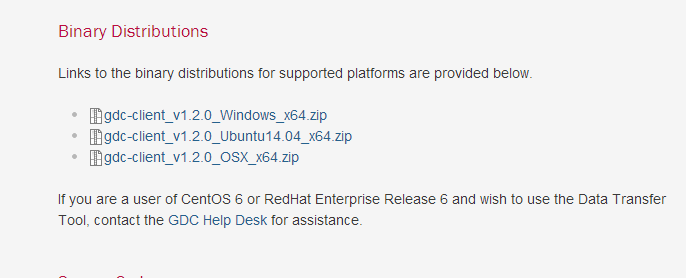 Binary Distributions
Links to the binary distributions for supported platforms are provided below.
gdc-client_v1.2.0_Windows_x64.zip
gdc-client_v1.2.0_Ubuntu14.04_x64.zip
gdc-client_v1.2.0_OSX_x64.zip
If you are a user of CentOS 6 or RedHat Enterprise Release 6 and wish to use the Data Transfer
Tool, contact the GDC Help Desk for assistance.